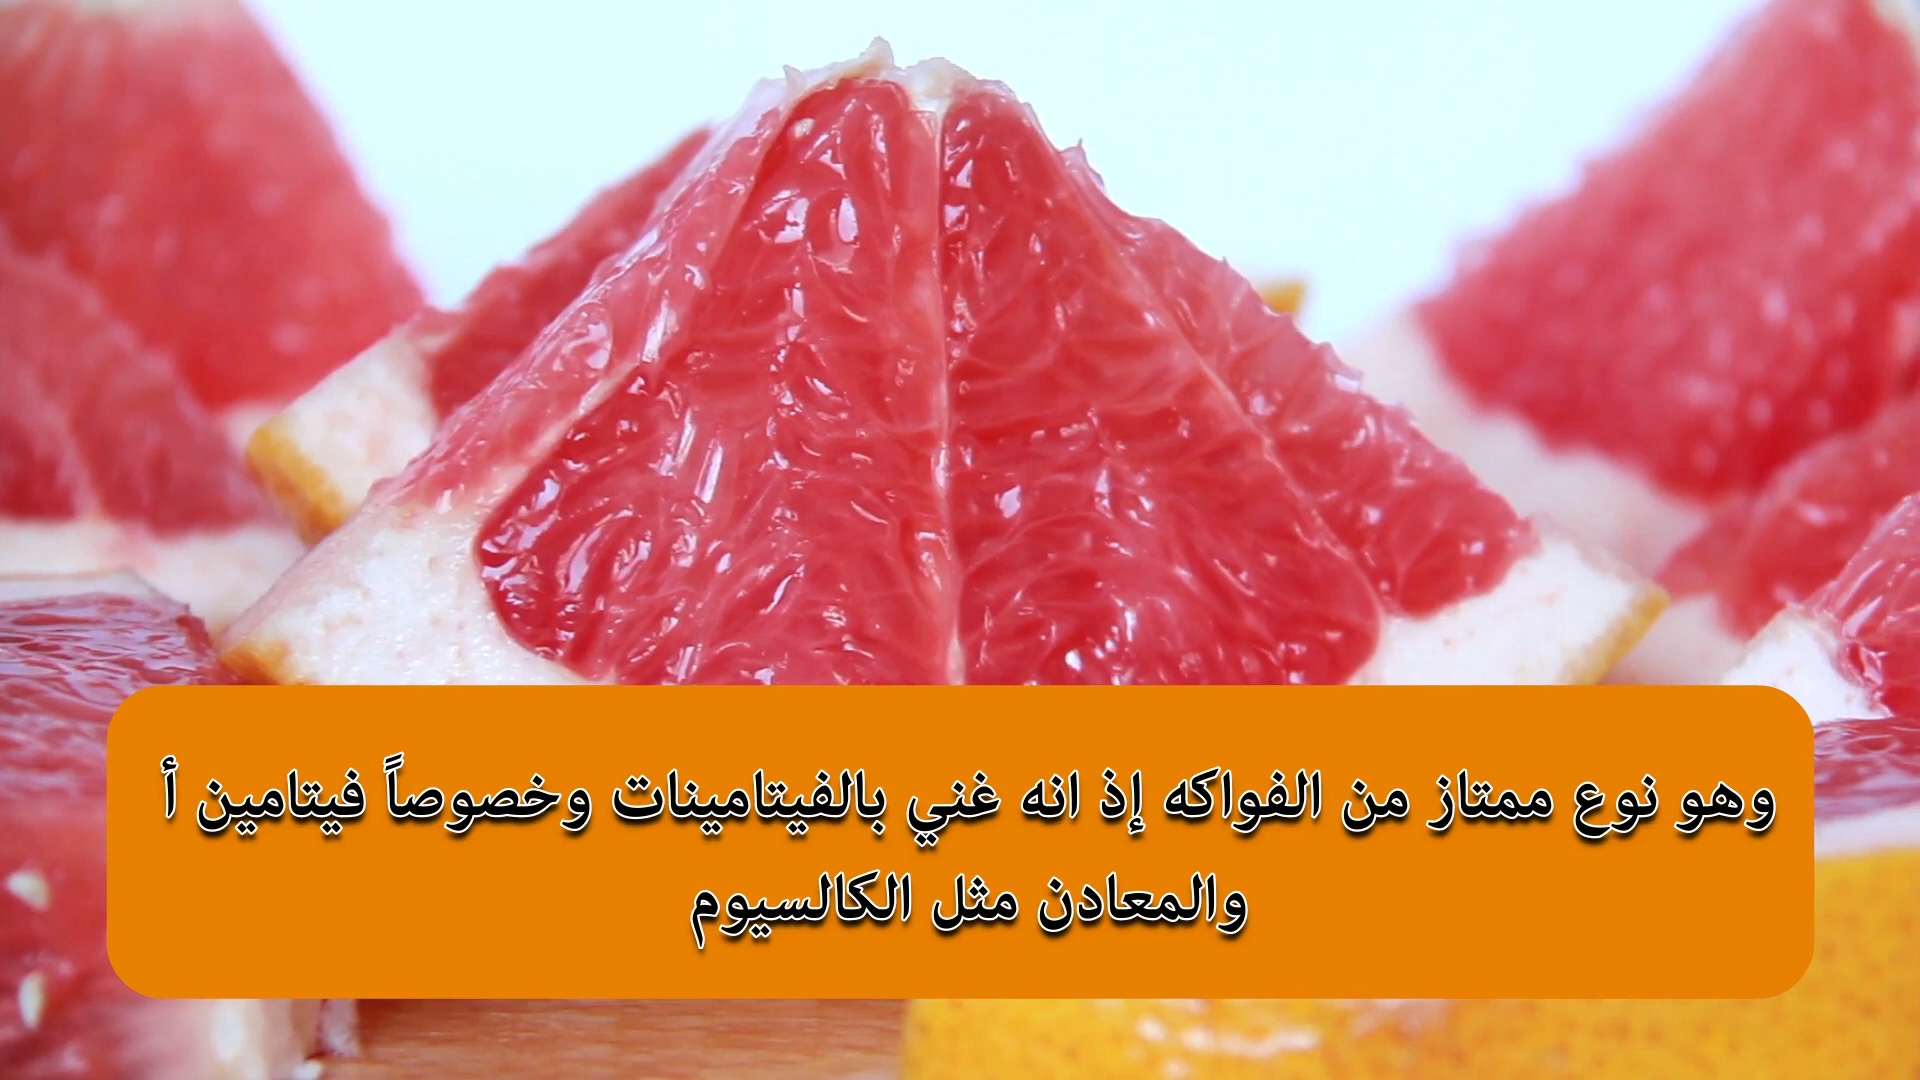 وهو نوع ممتاز من الفواكه إذ انه غني بالفيتامينات وخصوصاً فيتامين أ
والمعادن مثل الكالسيوم